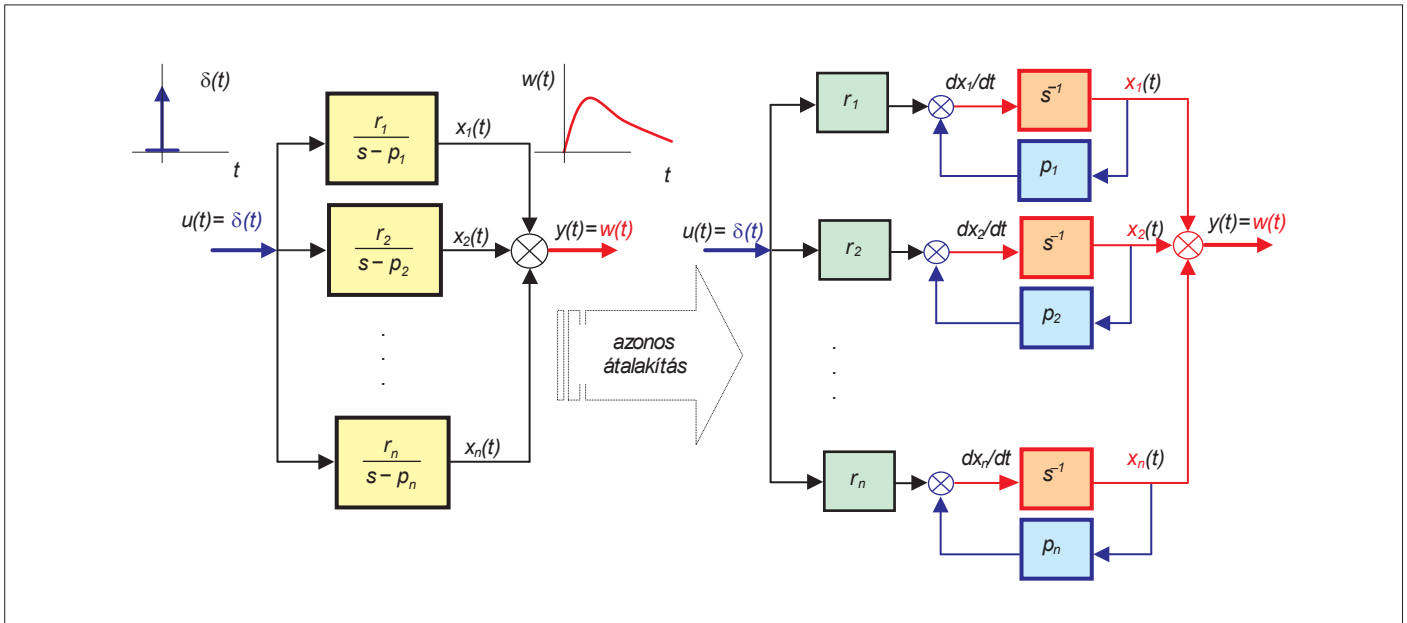 δ(t)
t
w(t)
t
u(t)= δ(t)
r₁
s – p₁
x₁(t)
r₂
s – p₂
x₂(t)
.
.
.
rₙ
s – pₙ
xₙ(t)
y(t)= w(t)
azonos
átalakítás
u(t)= δ(t)
r₁
dx₁/dt
s⁻¹
x₁(t)
p₁
r₂
dx₂/dt
s⁻¹
x₂(t)
p₂
.
.
.
rₙ
dxₙ/dt
s⁻¹
xₙ(t)
pₙ
y(t)= w(t)